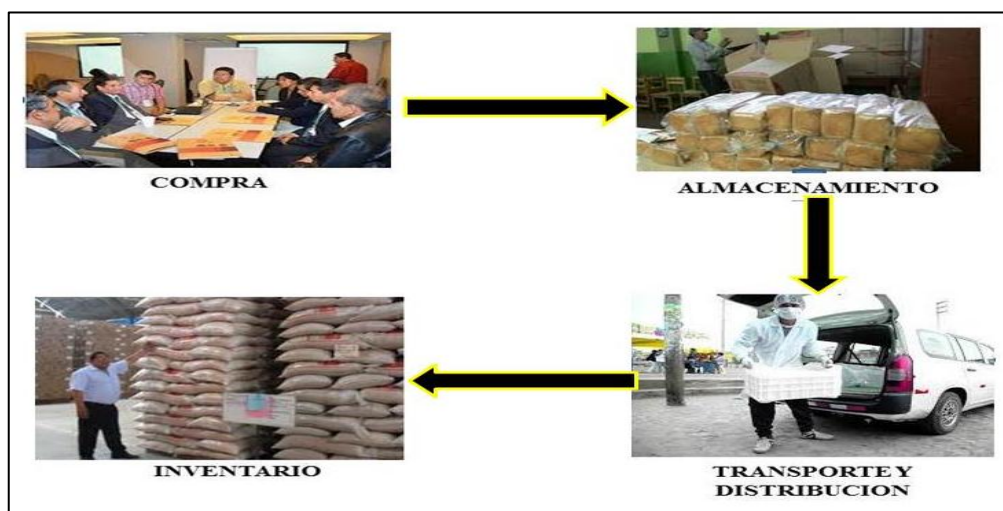 COMPRA
ALMACENAMIENTO
INVENTARIO
TRANSPORTE Y
DISTRIBUCION